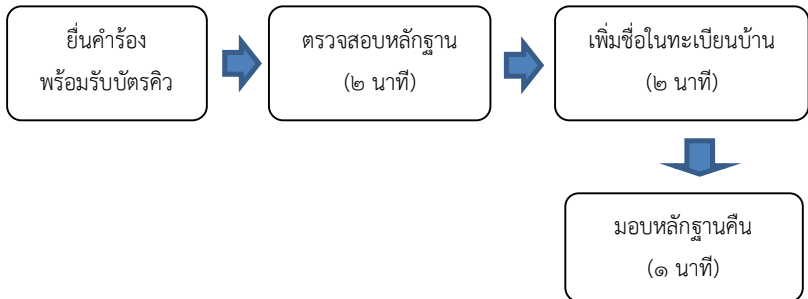 ยื่นคำร้อง
พร้อมรับบัตรคิว
ตรวจสอบหลักฐาน
(๒ นาที)
เพิ่มชื่อในทะเบียนบ้าน
(๒ นาที)
มอบหลักฐานคืน
(๑ นาที)